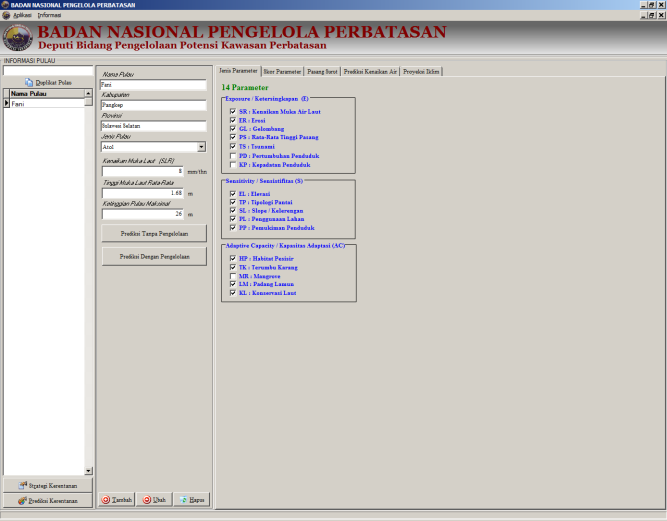 BADAN NASIONAL PENGELOLA PERBATASAN
Aplikasi Informasi
BADAN NASIONAL PENGELOLA PERBATASAN
Deputi Bidang Pengelolaan Potensi Kawasan Perbatasan
INFORMASI PULAU
Duplikat Pulau
Nama Pulau
Fani
Strategi Kerentanan
Prediksi Kerentanan
Nama Pulau
Fani
Kabupaten
Pangkep
Provinsi
Sulawesi Selatan
Jenis Pulau
Atol
Kenaikan Muka Laut (SLR)
8 mm/thn
Tinggi Muka Laut Rata-Rata
1.68 m
Ketinggian Pulau Maksimal
26 m
Prediksi Tanpa Pengelolaan
Prediksi Dengan Pengelolaan
Tambah Ubah Hapus
Jenis Parameter Skor Parameter Pasang Surut Prediksi Kenaikan Air Proyeksi Iklim
14 Parameter
Exposure / Ketersingkapan (E)
SR : Kenaikan Muka Air Laut
ER : Erosi
GL : Gelombang
PS : Rata-Rata Tinggi Pasang
TS : Tsunami
PD : Pertumbuhan Penduduk
KP : Kepadatan Penduduk
Sensitivity / Sensistifitas (S)
EL : Elevasi
TP : Tipologi Pantai
SL : Slope / Kelerengan
PL : Penggunaan Lahan
PP : Pemukiman Penduduk
Adaptive Capacity / Kapasitas Adaptasi (AC)
HP : Habitat Pesisir
TK : Terumbu Karang
MR : Mangrove
LM : Padang Lamun
KL : Konservasi Laut